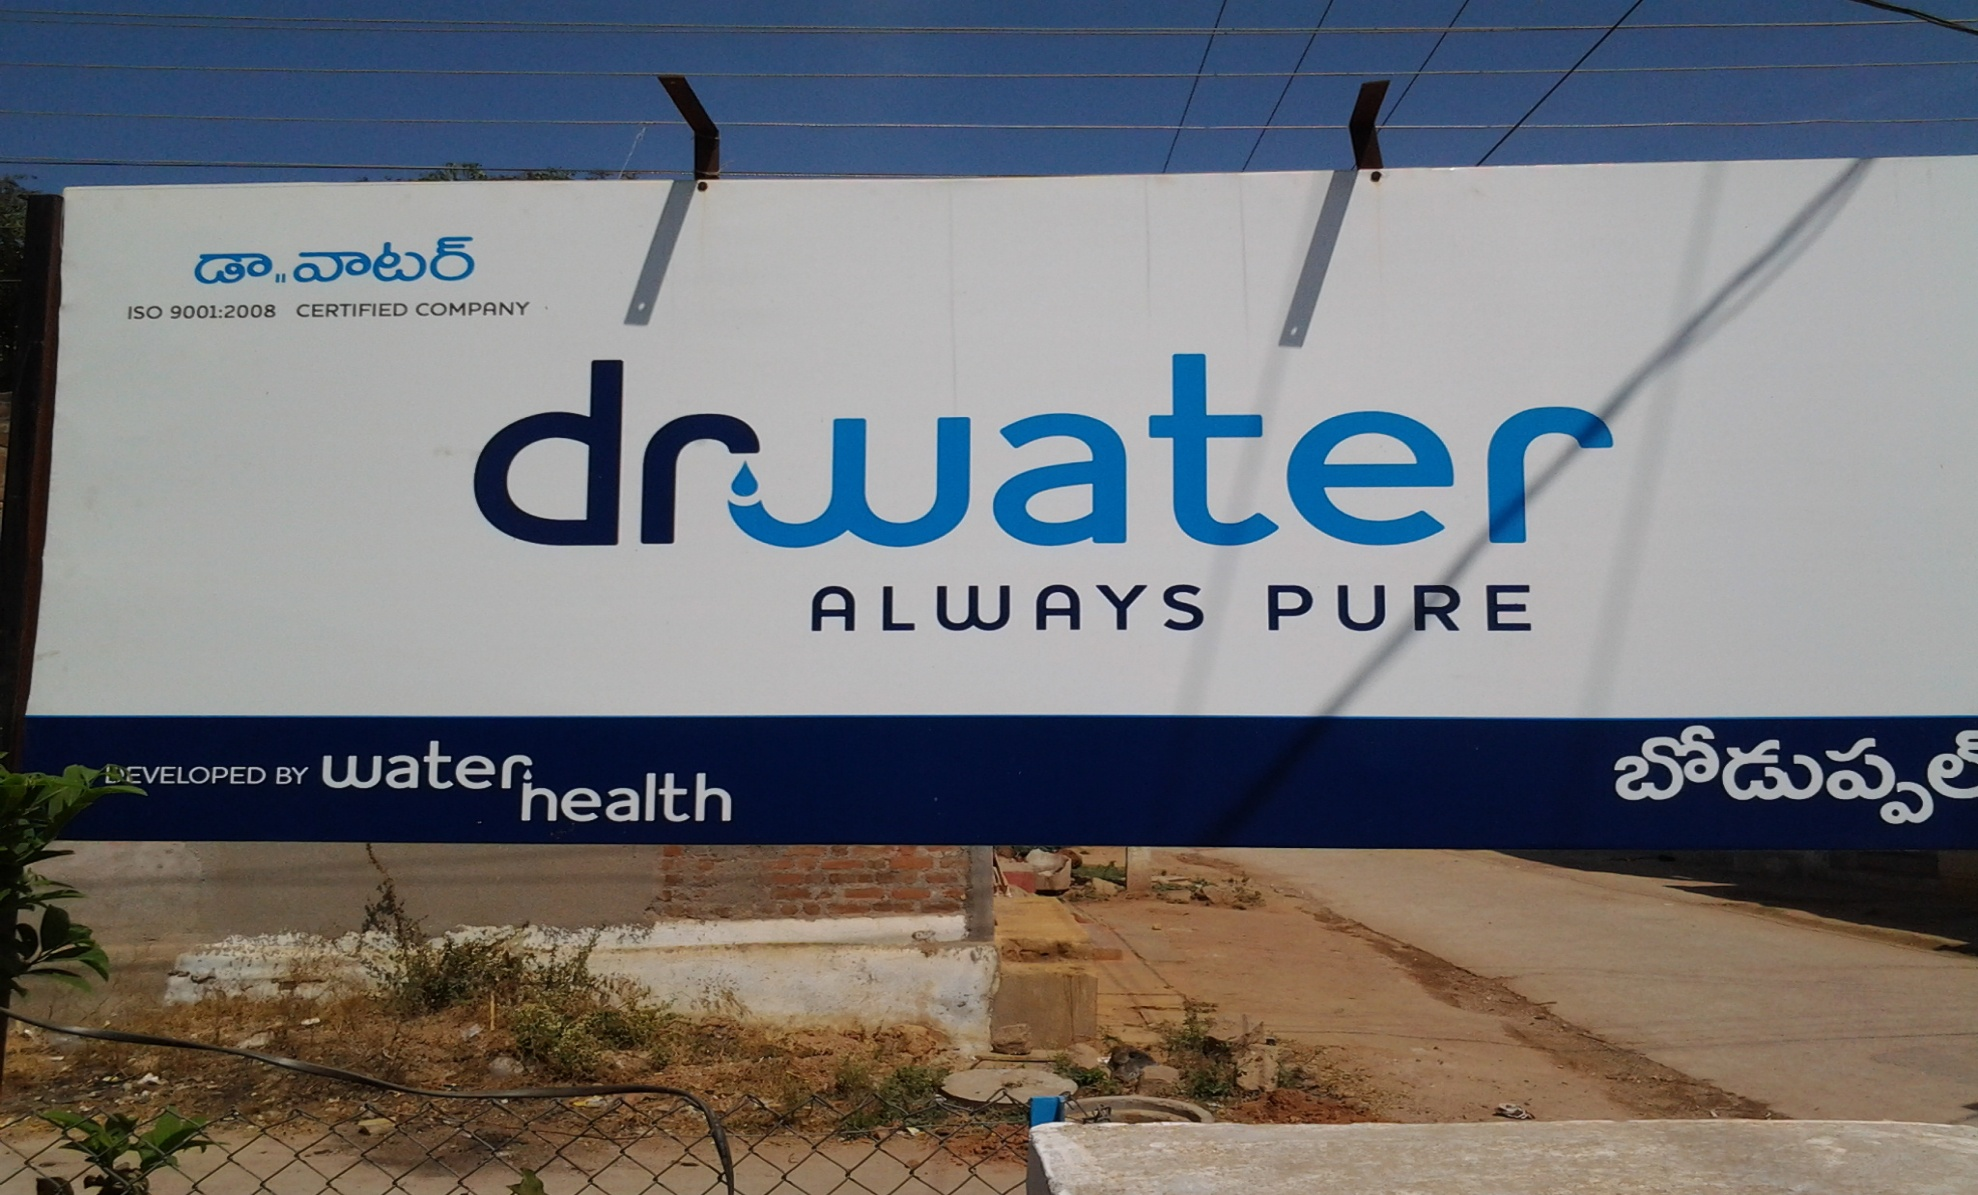 డా॥వాటర్
ISO 9001:2008 CERTIFIED COMPANY
drwater
ALWAYS PURE
DEVELOPED BY water health
బోడుప్పల్